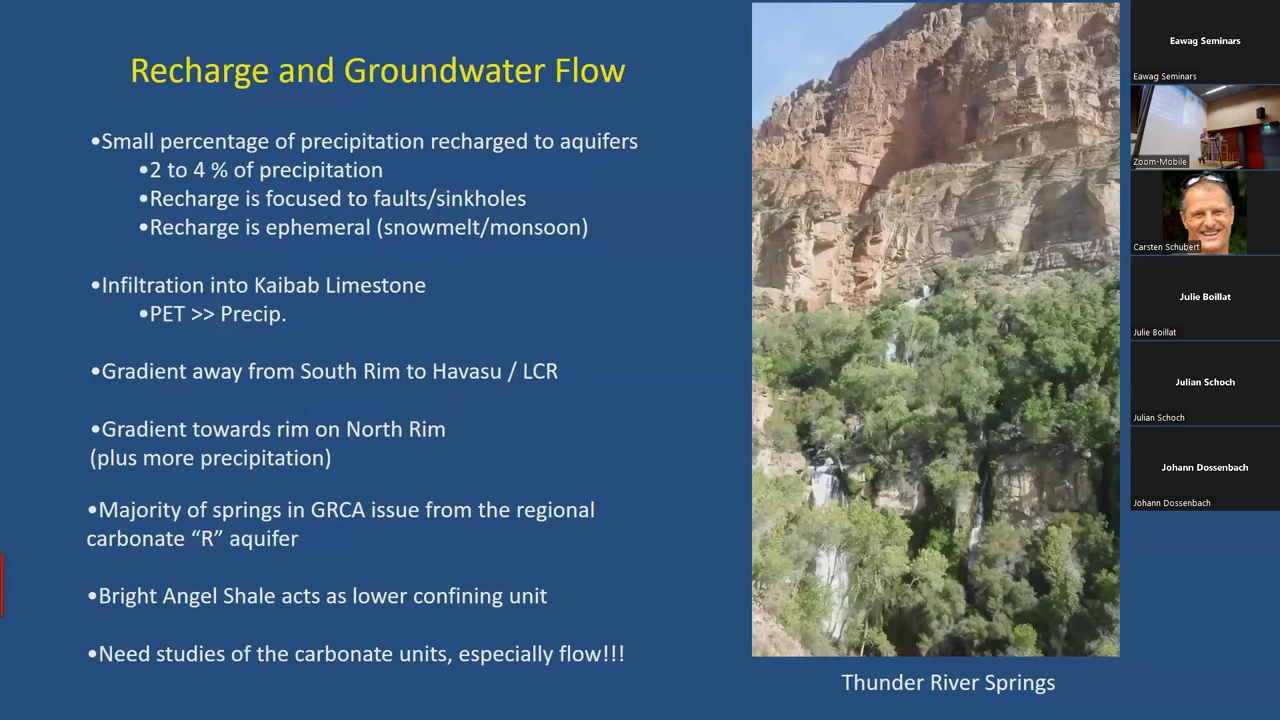 Recharge and Groundwater Flow
•Small percentage of precipitation recharged to aquifers
•2 to 4 % of precipitation
•Recharge is focused to faults/sinkholes
•Recharge is ephemeral (snowmelt/monsoon)
•Infiltration into Kaibab Limestone
•PET >> Precip.
•Gradient away from South Rim to Havasu / LCR
•Gradient towards rim on North Rim
(plus more precipitation)
•Majority of springs in GRCA issue from the regional
carbonate “R” aquifer
•Bright Angel Shale acts as lower confining unit
•Need studies of the carbonate units, especially flow!!!
Thunder River Springs
Eawag Seminars
Eawag Seminars
Zoom-Mobile
Carsten Schubert
Julie Boillat
Julie Boillat
Julian Schoch
Julian Schoch
Johann Dossenbach
Johann Dossenbach